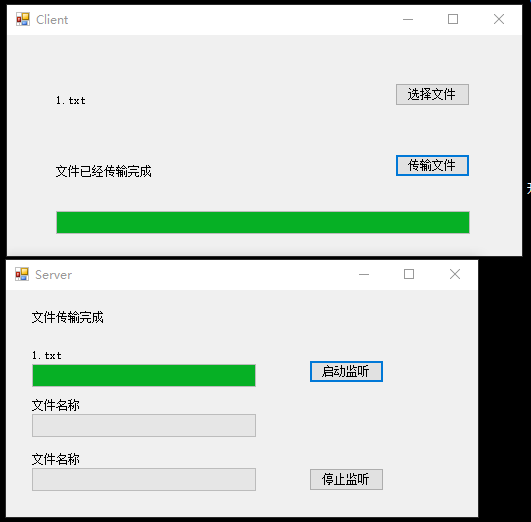 Client
1.txt
选择文件
文件已经传输完成
传输文件
Server
文件传输完成
1.txt
启动监听
文件名称
文件名称
停止监听